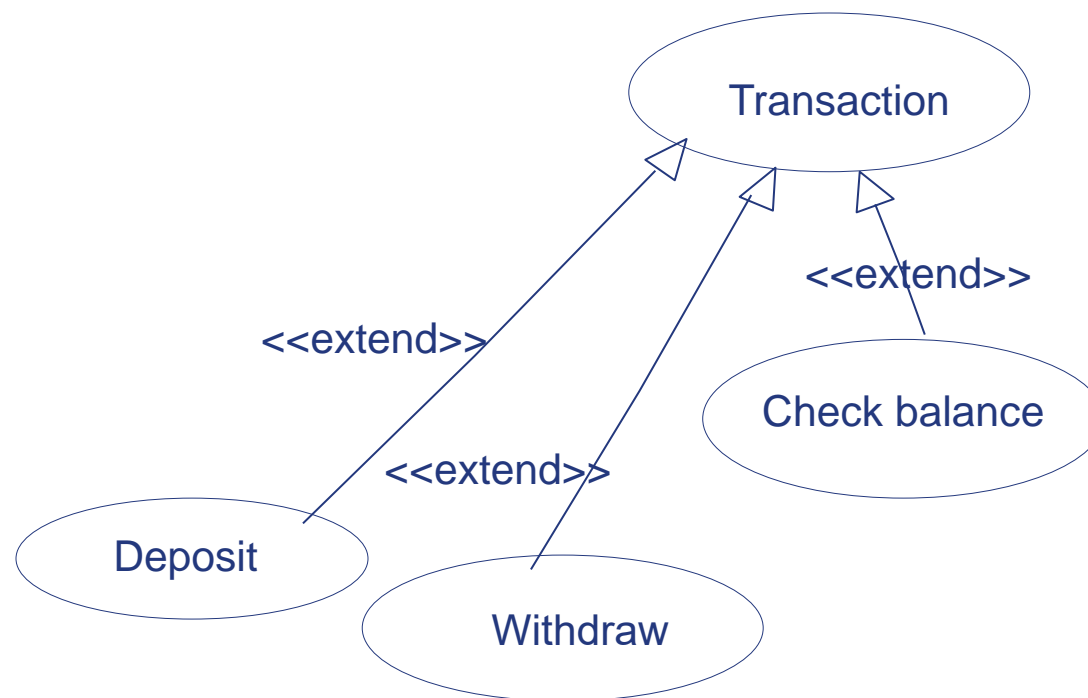 Transaction
<<extend>>
<<extend>>
Check balance
<<extend>>
Deposit
Withdraw